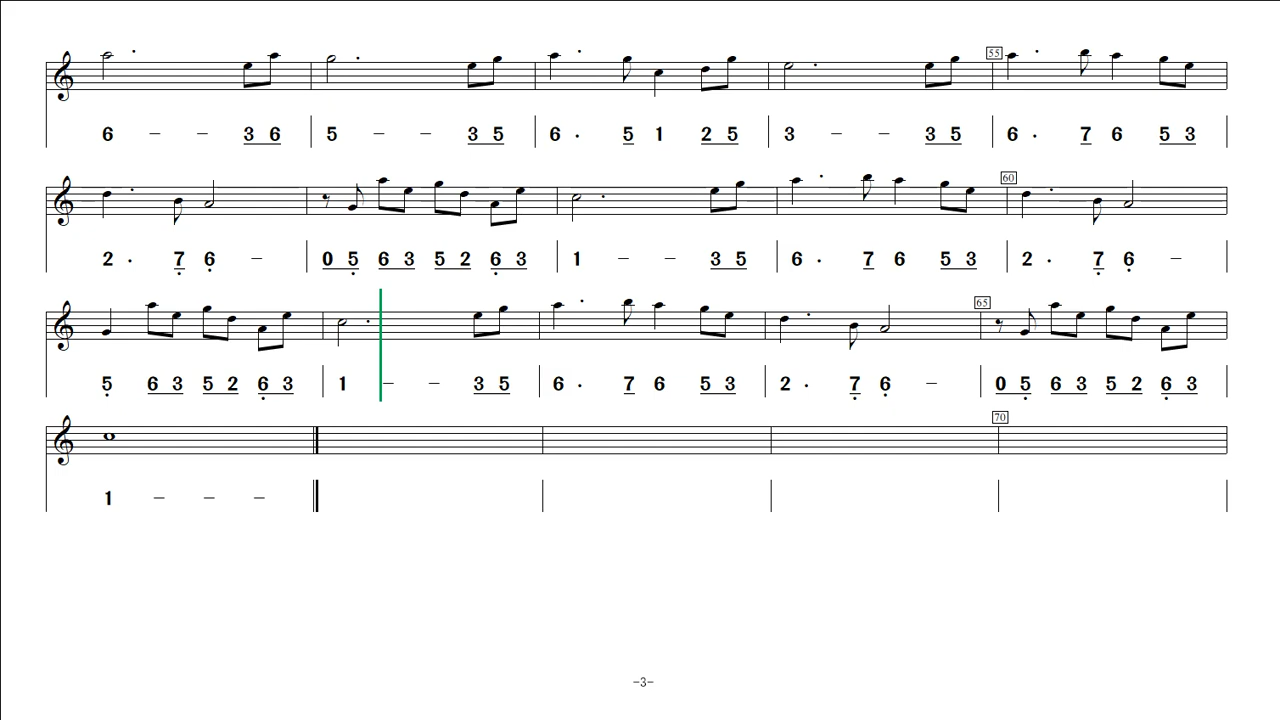 55
6 － － 3 6 | 5 － － 3 5 | 6 · 5 1 2 5 | 3 － － 3 5 | 6 · 7 6 5 3 |
60
2 · 7̣ 6̣ － | 0 5̣ 6 3 5 2 6̣ 3 | 1 － － 3 5 | 6 · 7 6 5 3 | 2 · 7̣ 6̣ － |
65
5̣ 6 3 5 2 6̣ 3 | 1 － － 3 5 | 6 · 7 6 5 3 | 2 · 7̣ 6̣ － | 0 5̣ 6 3 5 2 6̣ 3 |
70
1 － － － ‖
-3-